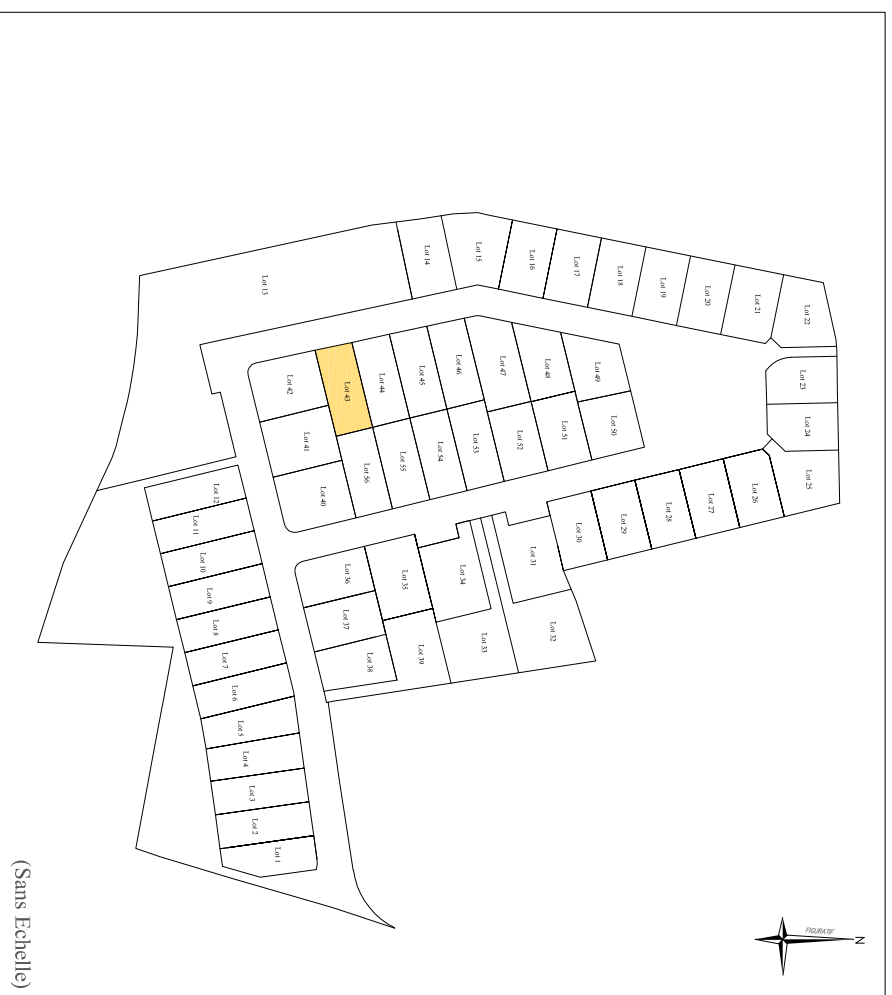 Lot 1
Lot 2
Lot 3
Lot 4
Lot 5
Lot 6
Lot 7
Lot 8
Lot 9
Lot 10
Lot 11
Lot 12
Lot 13
Lot 14
Lot 15
Lot 16
Lot 17
Lot 18
Lot 19
Lot 20
Lot 21
Lot 22
Lot 23
Lot 24
Lot 25
Lot 26
Lot 27
Lot 28
Lot 29
Lot 30
Lot 31
Lot 32
Lot 33
Lot 34
Lot 35
Lot 36
Lot 37
Lot 38
Lot 39
Lot 40
Lot 41
Lot 42
Lot 43
Lot 44
Lot 45
Lot 46
Lot 47
Lot 48
Lot 49
Lot 50
Lot 51
Lot 52
Lot 53
Lot 54
Lot 55
Lot 56
FIGURATIF
N
(Sans Echelle)